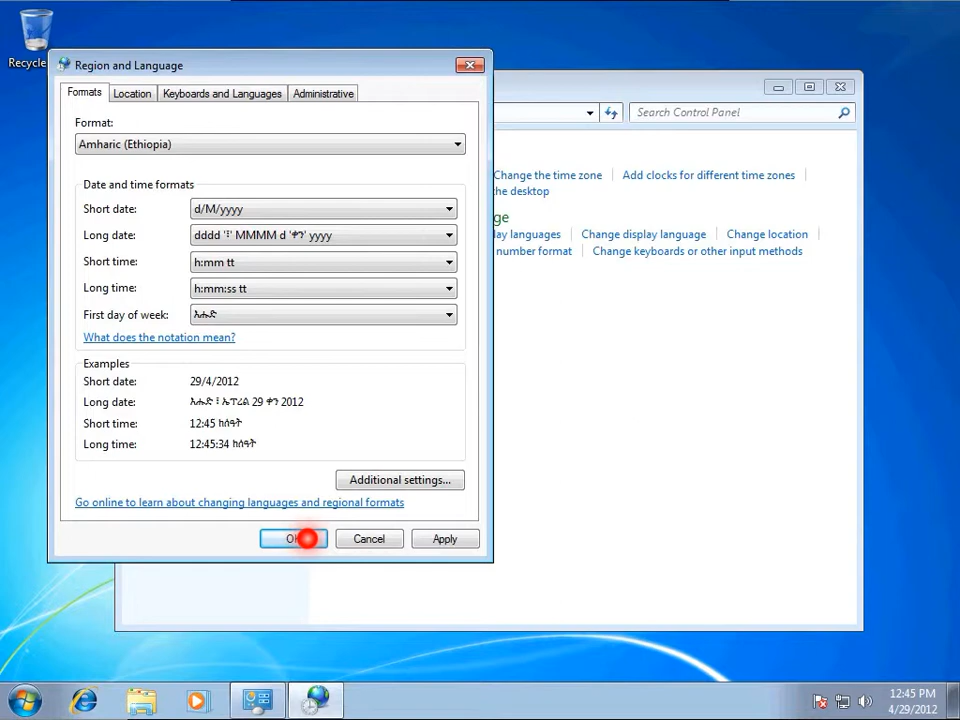 Recycle
Region and Language
Formats
Location
Keyboards and Languages
Administrative
Search Control Panel
Format:
Amharic (Ethiopia)
Change the time zone
Add clocks for different time zones
the desktop
Date and time formats
Short date: d/M/yyyy
ge
Long date: dddd '፣' MMMM d 'ቀን' yyyy
lay languages
Change display language
Change location
number format
Change keyboards or other input methods
Short time: h:mm tt
Long time: h:mm:ss tt
First day of week: እሑድ
What does the notation mean?
Examples
Short date: 29/4/2012
Long date: እሑድ ፣ ኤፕረል 29 ቀን 2012
Short time: 12:45 ከሰዓት
Long time: 12:45:34 ከሰዓት
Additional settings...
Go online to learn about changing languages and regional formats
Cancel
Apply
12:45 PM
4/29/2012